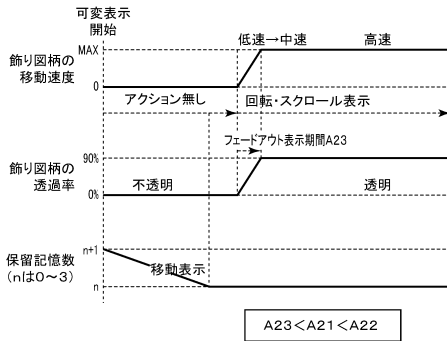 可変表示
開始
飾り図柄の
移動速度
MAX
0
低速→中速
高速
アクション無し
回転・スクロール表示
フェードアウト表示期間A23
飾り図柄の
透過率
90%
0%
不透明
透明
保留記憶数
(nは0～3)
n+1
n
移動表示
A23<A21<A22